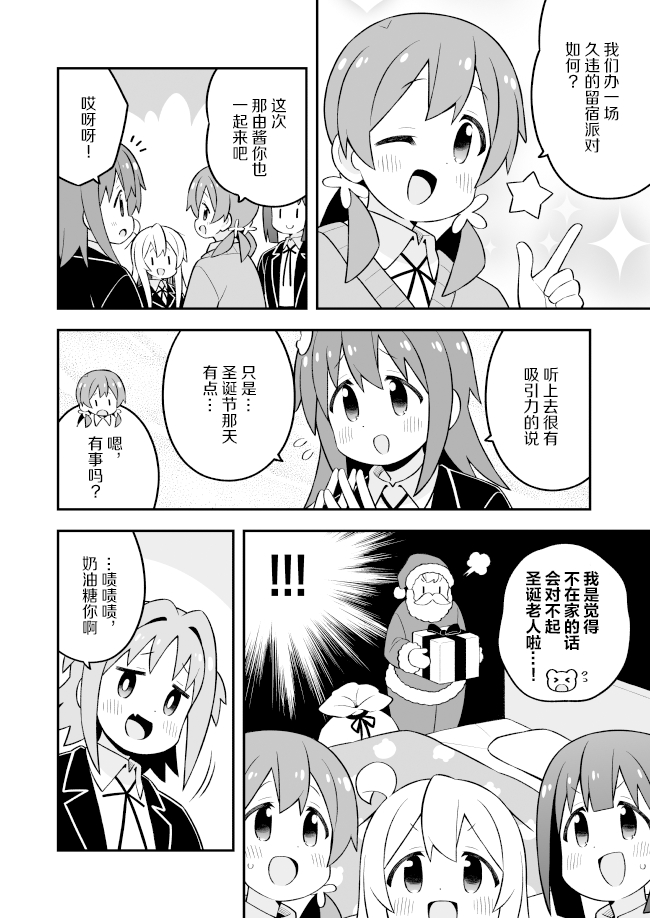 我们办一场
久违的留宿派对
如何？
这次
那由酱你也
一起来吧
哎呀呀！
听上去很有
吸引力的说
只是…
圣诞节那天
有点…
嗯，
有事吗？
我是觉得
不在家的话
会对不起
圣诞老人啦…！
!!!
…啧啧啧，
奶油糖你啊